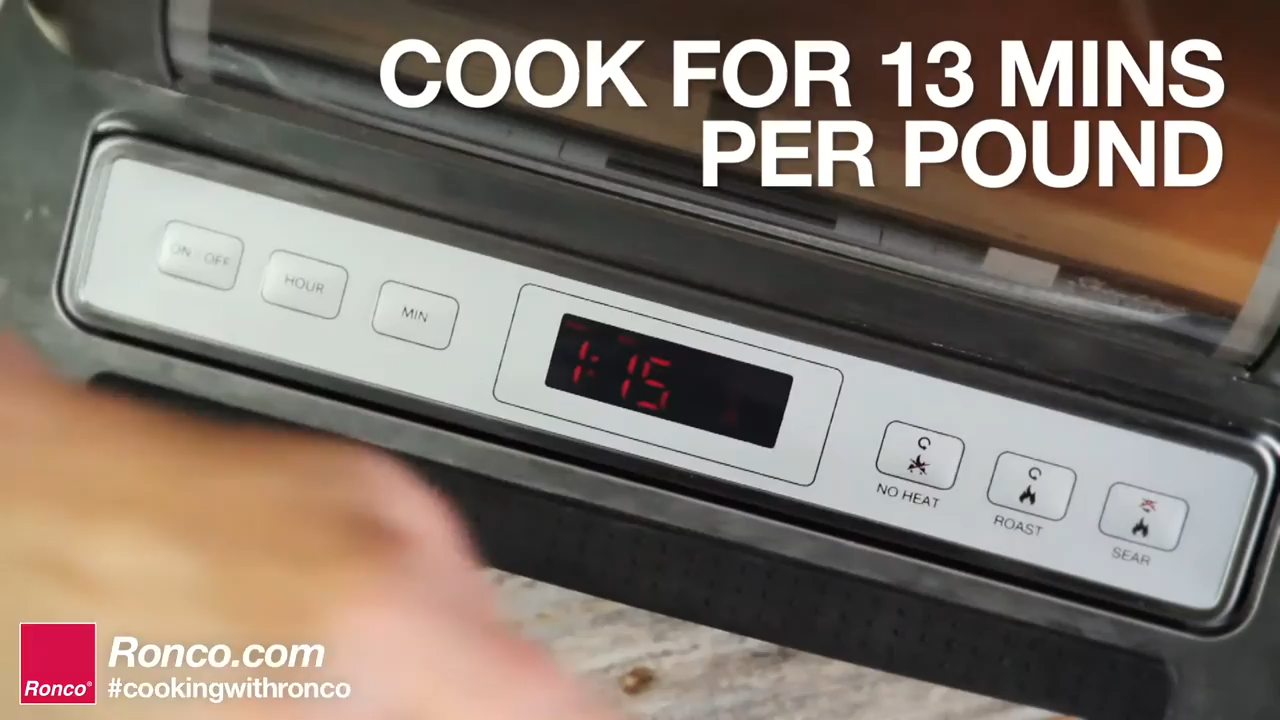 COOK FOR 13 MINS
PER POUND
ON OFF
HOUR
MIN
1:15
NO HEAT
ROAST
SEAR
Ronco®
Ronco.com
#cookingwithronco